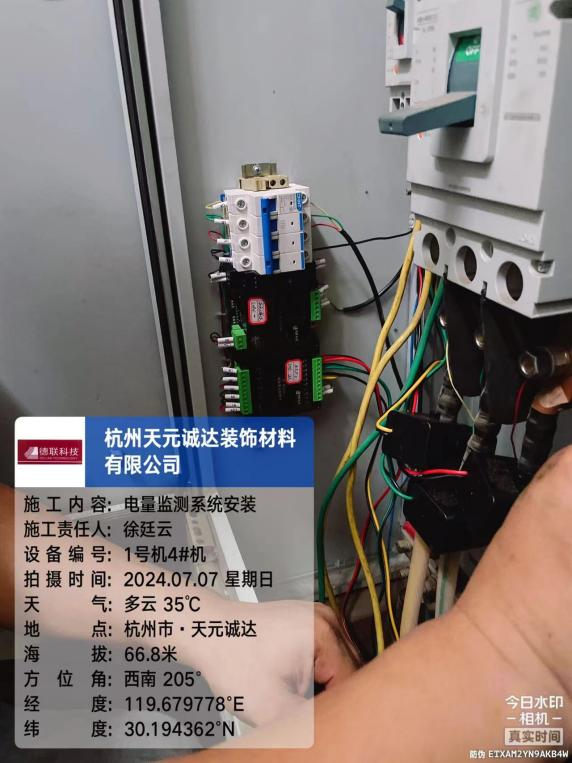 OFF
德联科技
杭州天元诚达装饰材料
有限公司
施工内容: 电量监测系统安装
施工责任人: 徐廷云
设备编号: 1号机4#机
拍摄时间: 2024.07.07 星期日
天气: 多云 35℃
地点: 杭州市·天元诚达
海拔: 66.8米
方位角: 西南 205°
经度: 119.679778°E
纬度: 30.194362°N
今日水印
-相机-
真实时间
防伪 ETXAM2YN9AKB4W